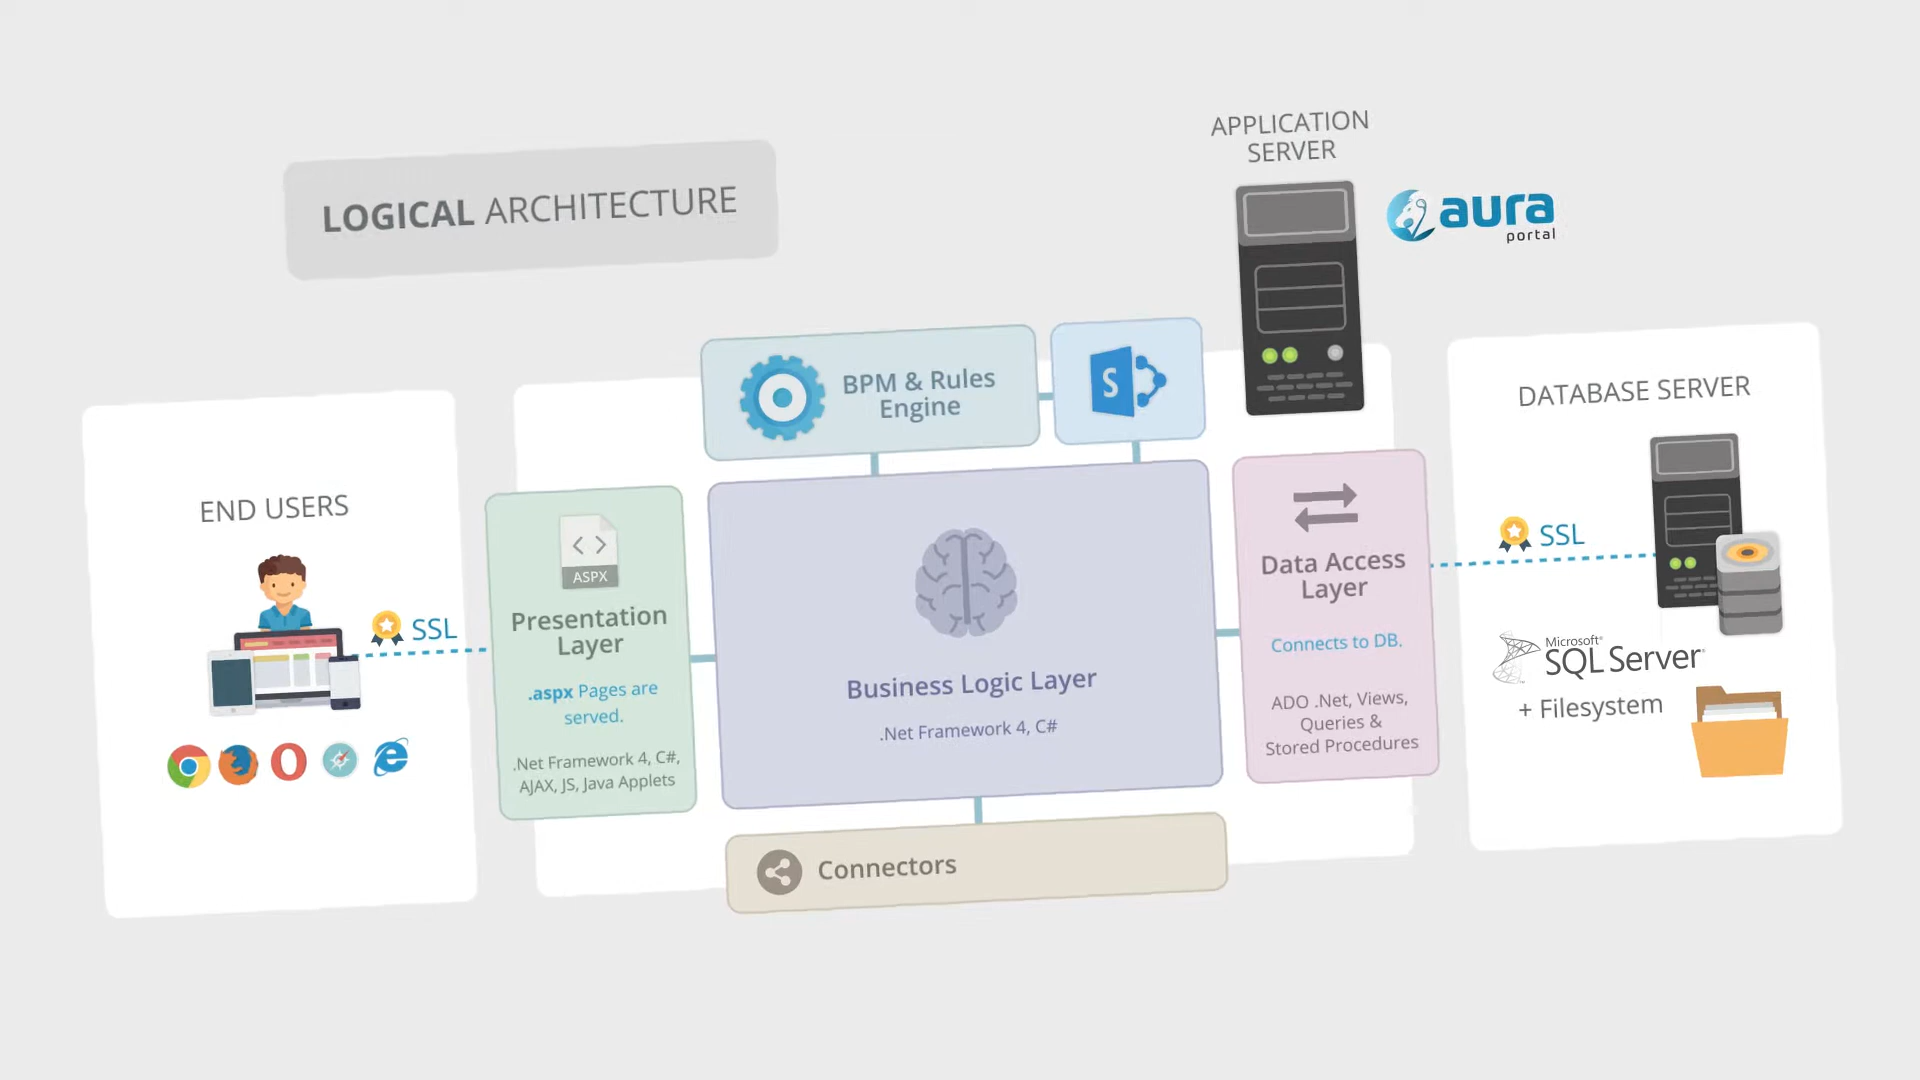 LOGICAL ARCHITECTURE
APPLICATION
SERVER
aura
portal
BPM & Rules
Engine
S
DATABASE SERVER
END USERS
SSL
ASPX
Presentation
Layer
.aspx Pages are
served.
.Net Framework 4, C#,
AJAX, JS, Java Applets
Business Logic Layer
.Net Framework 4, C#
Data Access
Layer
Connects to DB.
ADO .Net, Views,
Queries &
Stored Procedures
SSL
Microsoft®
SQL Server
+ Filesystem
Connectors